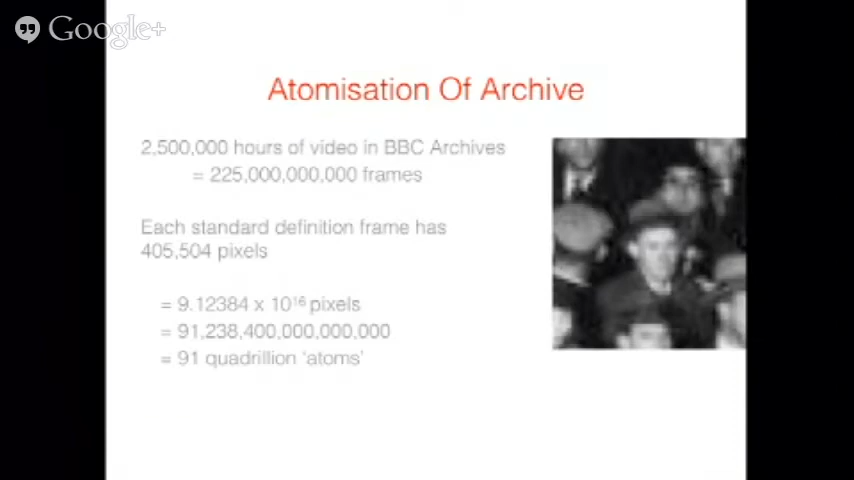 Google+
Atomisation Of Archive
2,500,000 hours of video in BBC Archives
= 225,000,000,000 frames
Each standard definition frame has
405,504 pixels
= 9.12384 x 10¹⁶ pixels
= 91,238,400,000,000,000
= 91 quadrillion ‘atoms’